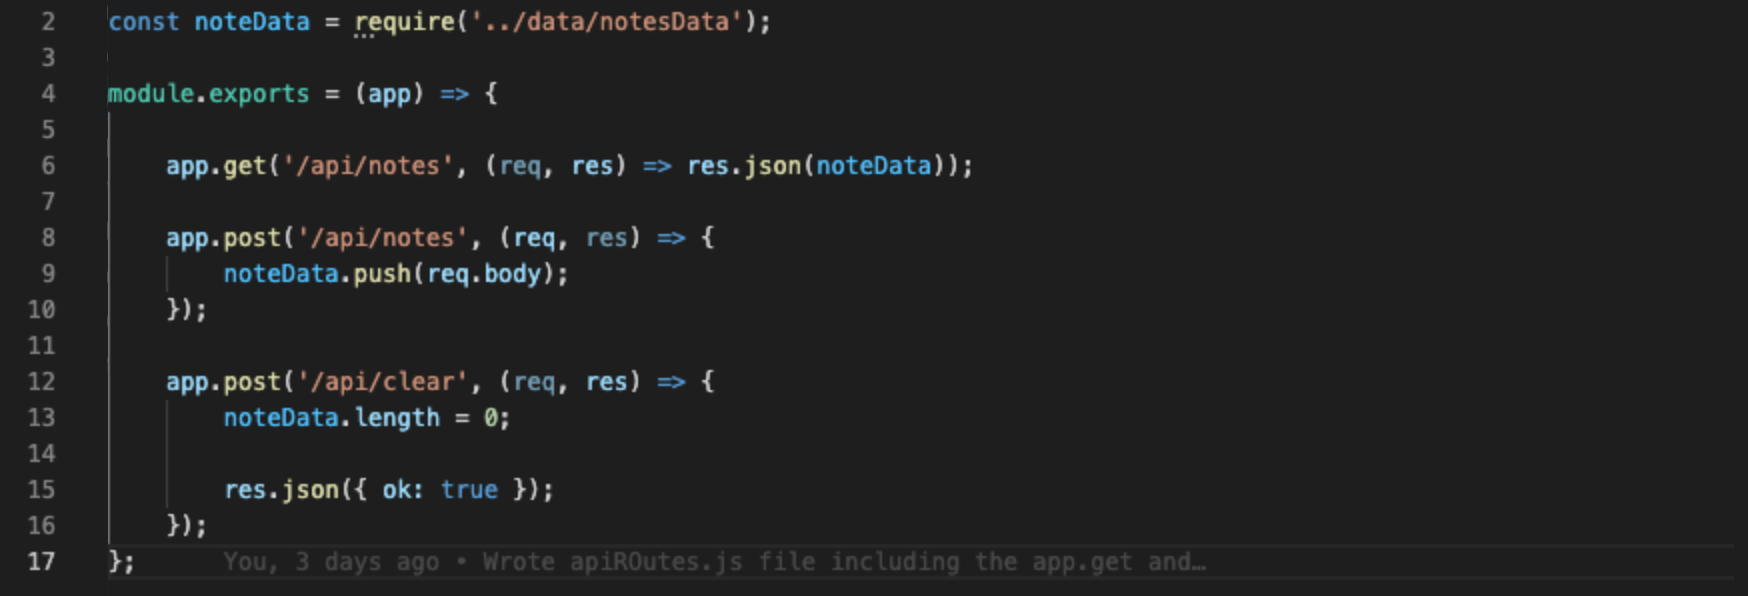 2 const noteData = require('../data/notesData');
3
4 module.exports = (app) => {
5
6 app.get('/api/notes', (req, res) => res.json(noteData));
7
8 app.post('/api/notes', (req, res) => {
9 noteData.push(req.body);
10 });
11
12 app.post('/api/clear', (req, res) => {
13 noteData.length = 0;
14
15 res.json({ ok: true });
16 });
17 }; You, 3 days ago • Wrote apiROutes.js file including the app.get and…